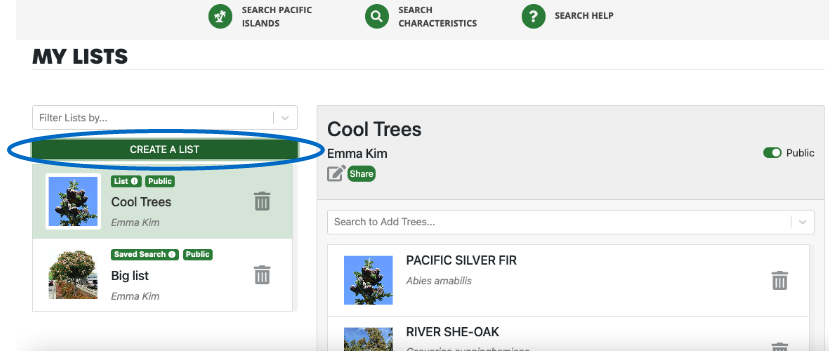 SEARCH PACIFIC
ISLANDS
SEARCH
CHARACTERISTICS
SEARCH HELP
MY LISTS
Filter Lists by...
CREATE A LIST
List Public
Cool Trees
Emma Kim
Saved Search Public
Big list
Emma Kim
Cool Trees
Emma Kim
Public
Share
Search to Add Trees...
PACIFIC SILVER FIR
Abies amabilis
RIVER SHE-OAK